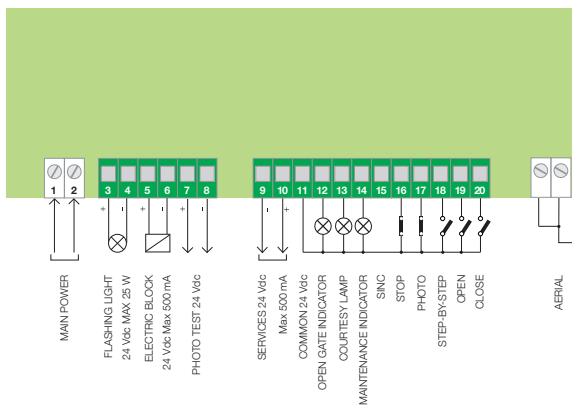 1 2 3 4 5 6 7 8 9 10 11 12 13 14 15 16 17 18 19 20
+ - + - + - - +
MAIN POWER
FLASHING LIGHT
24 Vdc MAX 25 W
ELECTRIC BLOCK
24 Vdc Max 500 mA
PHOTO TEST 24 Vdc
SERVICES 24 Vdc
Max 500 mA
COMMON 24 Vdc
OPEN GATE INDICATOR
COURTESY LAMP
MAINTENANCE INDICATOR
SINC
STOP
PHOTO
STEP-BY-STEP
OPEN
CLOSE
AERIAL